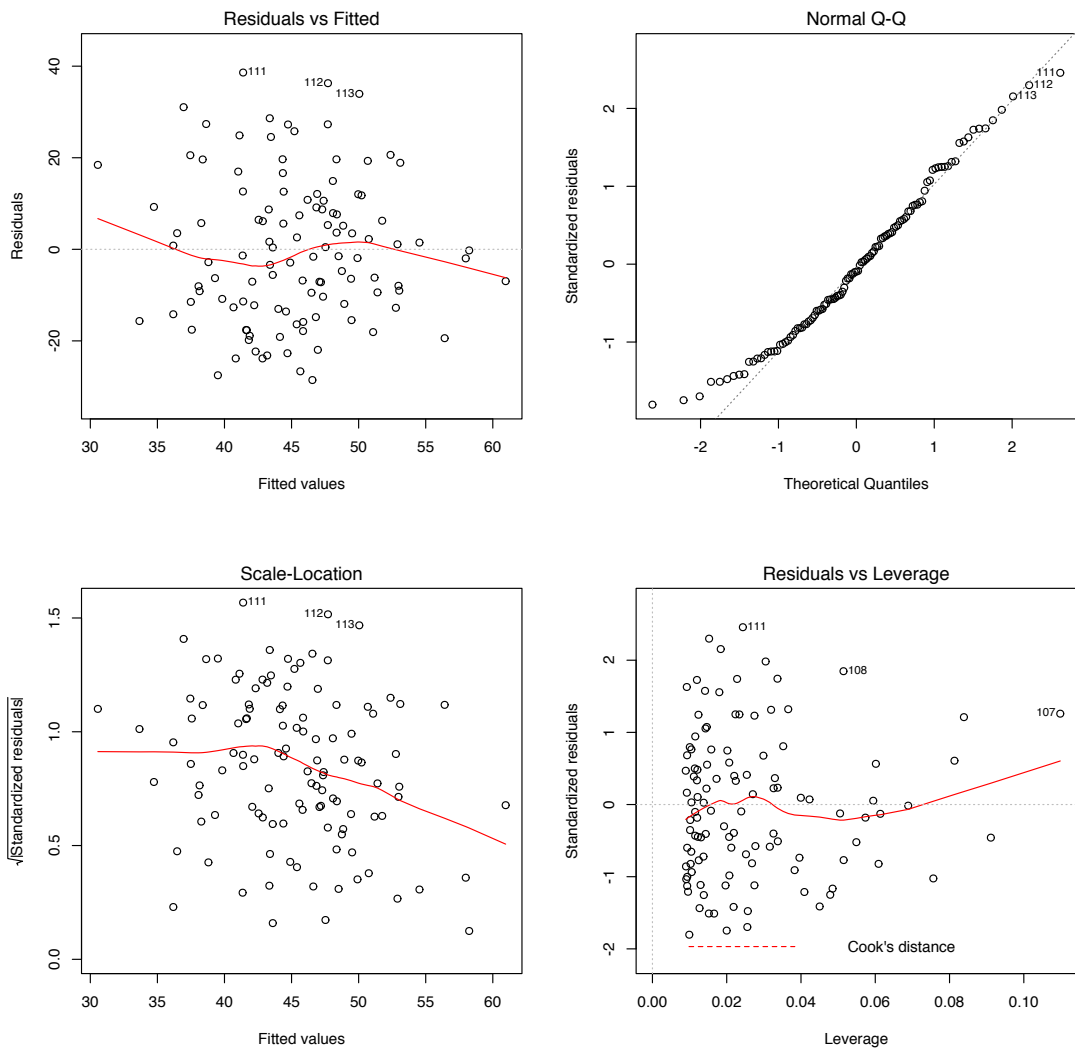 Residuals vs Fitted
Residuals
40
20
0
-20
111
112
113
30 35 40 45 50 55 60
Fitted values
Normal Q-Q
Standardized residuals
2
1
0
-1
111
112
113
-2 -1 0 1 2
Theoretical Quantiles
Scale-Location
√|Standardized residuals|
1.5
1.0
0.5
0.0
111
112
113
30 35 40 45 50 55 60
Fitted values
Residuals vs Leverage
Standardized residuals
2
1
0
-1
-2
111
108
107
Cook's distance
0.00 0.02 0.04 0.06 0.08 0.10
Leverage